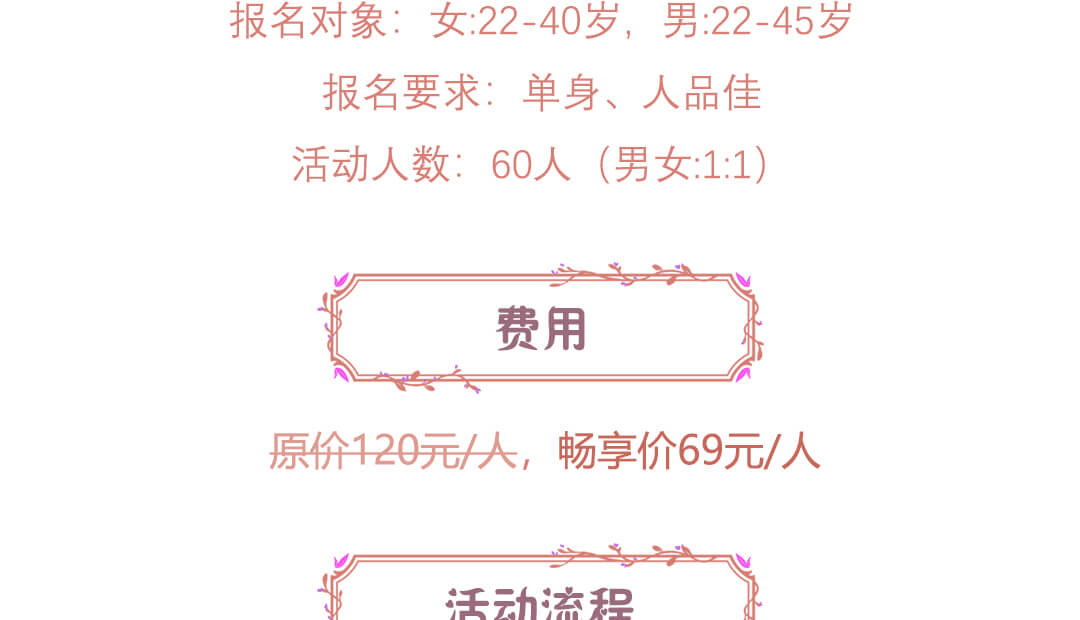 报名对象：女:22-40岁，男:22-45岁
报名要求：单身、人品佳
活动人数：60人（男女:1:1）
费用
原价120元/人，畅享价69元/人
活动流程